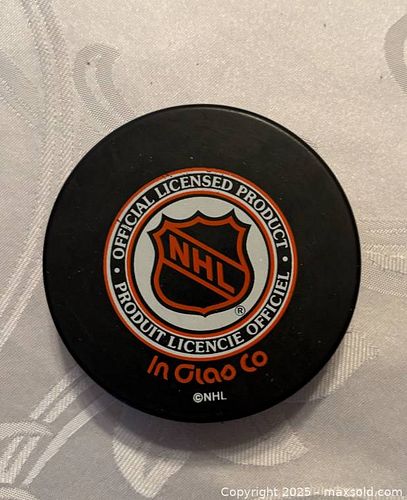 • OFFICIAL LICENSED PRODUCT •
NHL
®
PRODUIT LICENCIE OFFICIEL
In Glas Co
©NHL
Copyright 2025 - maxsold.com